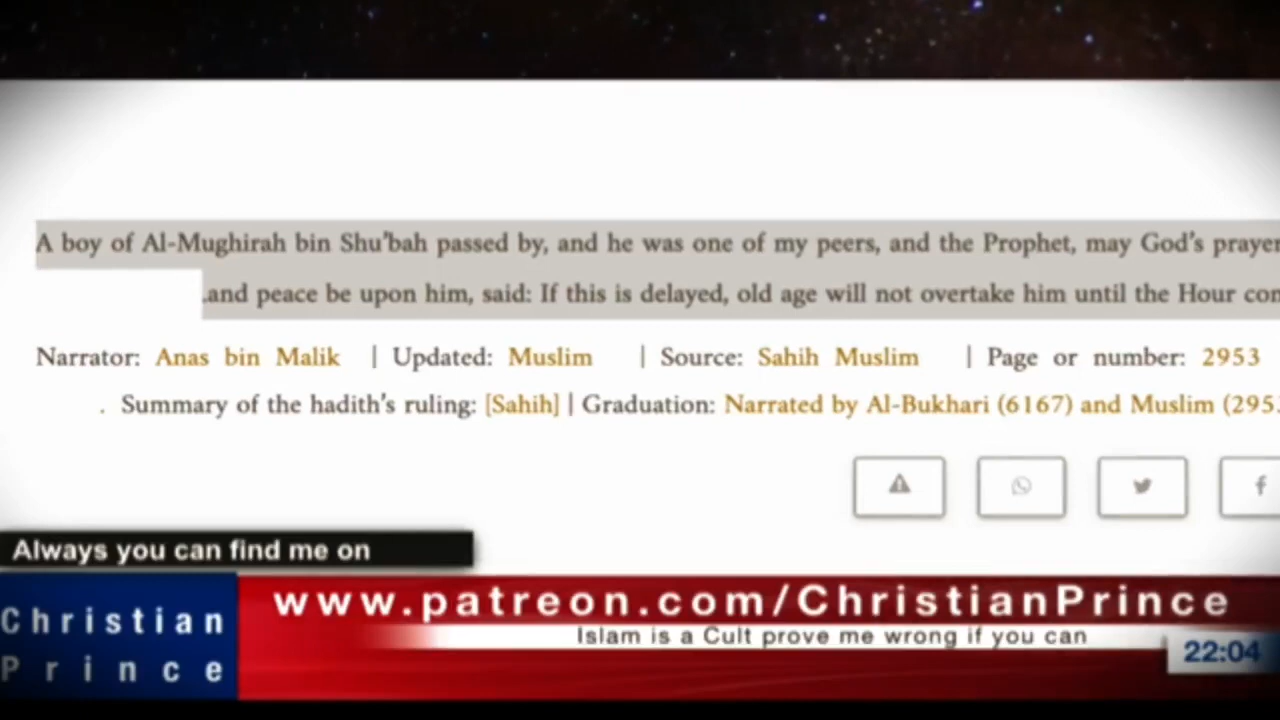 A boy of Al-Mughirah bin Shu'bah passed by, and he was one of my peers, and the Prophet, may God's prayer
.and peace be upon him, said: If this is delayed, old age will not overtake him until the Hour
Narrator: Anas bin Malik | Updated: Muslim | Source: Sahih Muslim | Page or number: 2953
. Summary of the hadith's ruling: [Sahih] | Graduation: Narrated by Al-Bukhari (6167) and Muslim (295
Always you can find me on
Christian
Prince
www.patreon.com/ChristianPrince
Islam is a Cult prove me wrong if you can
22:04